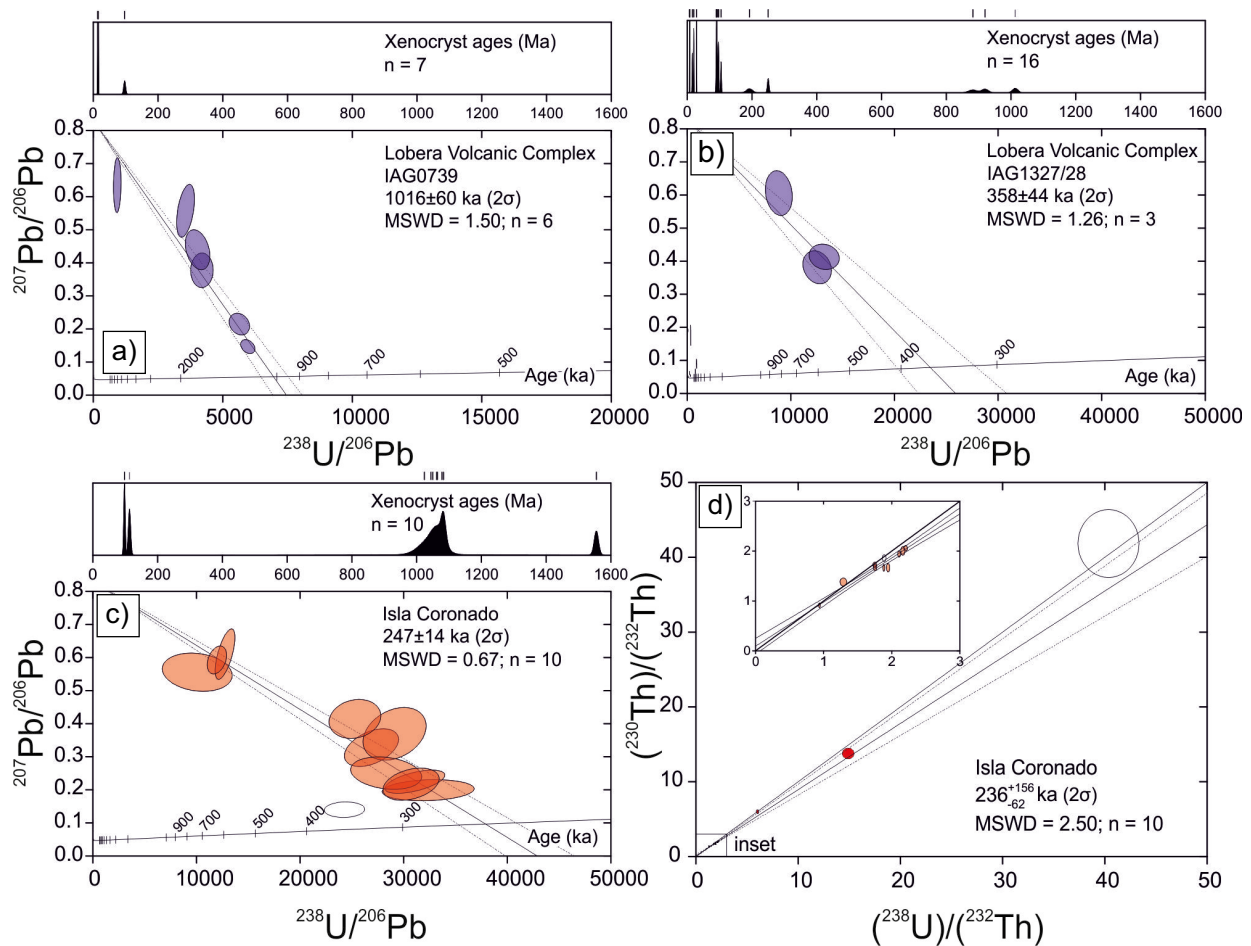 Xenocryst ages (Ma)
n = 7
0 200 400 600 800 1000 1200 1400 1600
0.8
0.7
0.6
0.5
0.4
0.3
0.2
0.1
0.0
²⁰⁷Pb/²⁰⁶Pb
Lobera Volcanic Complex
IAG0739
1016±60 ka (2σ)
MSWD = 1.50; n = 6
a)
2000 900 700 500
Age (ka)
0 5000 10000 15000 20000
²³⁸U/²⁰⁶Pb
Xenocryst ages (Ma)
n = 16
0 200 400 600 800 1000 1200 1400 1600
0.8
0.7
0.6
0.5
0.4
0.3
0.2
0.1
0.0
b)
Lobera Volcanic Complex
IAG1327/28
358±44 ka (2σ)
MSWD = 1.26; n = 3
900 700 500 400 300
Age (ka)
0 10000 20000 30000 40000 50000
²³⁸U/²⁰⁶Pb
Xenocryst ages (Ma)
n = 10
0 200 400 600 800 1000 1200 1400 1600
0.8
0.7
0.6
0.5
0.4
0.3
0.2
0.1
0.0
²⁰⁷Pb/²⁰⁶Pb
c)
Isla Coronado
247±14 ka (2σ)
MSWD = 0.67; n = 10
900 700 500 400 300
Age (ka)
0 10000 20000 30000 40000 50000
²³⁸U/²⁰⁶Pb
50
40
30
20
10
0
(²³⁰Th)/(²³²Th)
d)
3
2
1
0
0 1 2 3
Isla Coronado
236 +156 -62 ka (2σ)
MSWD = 2.50; n = 10
inset
0 10 20 30 40 50
(²³⁸U)/(²³²Th)